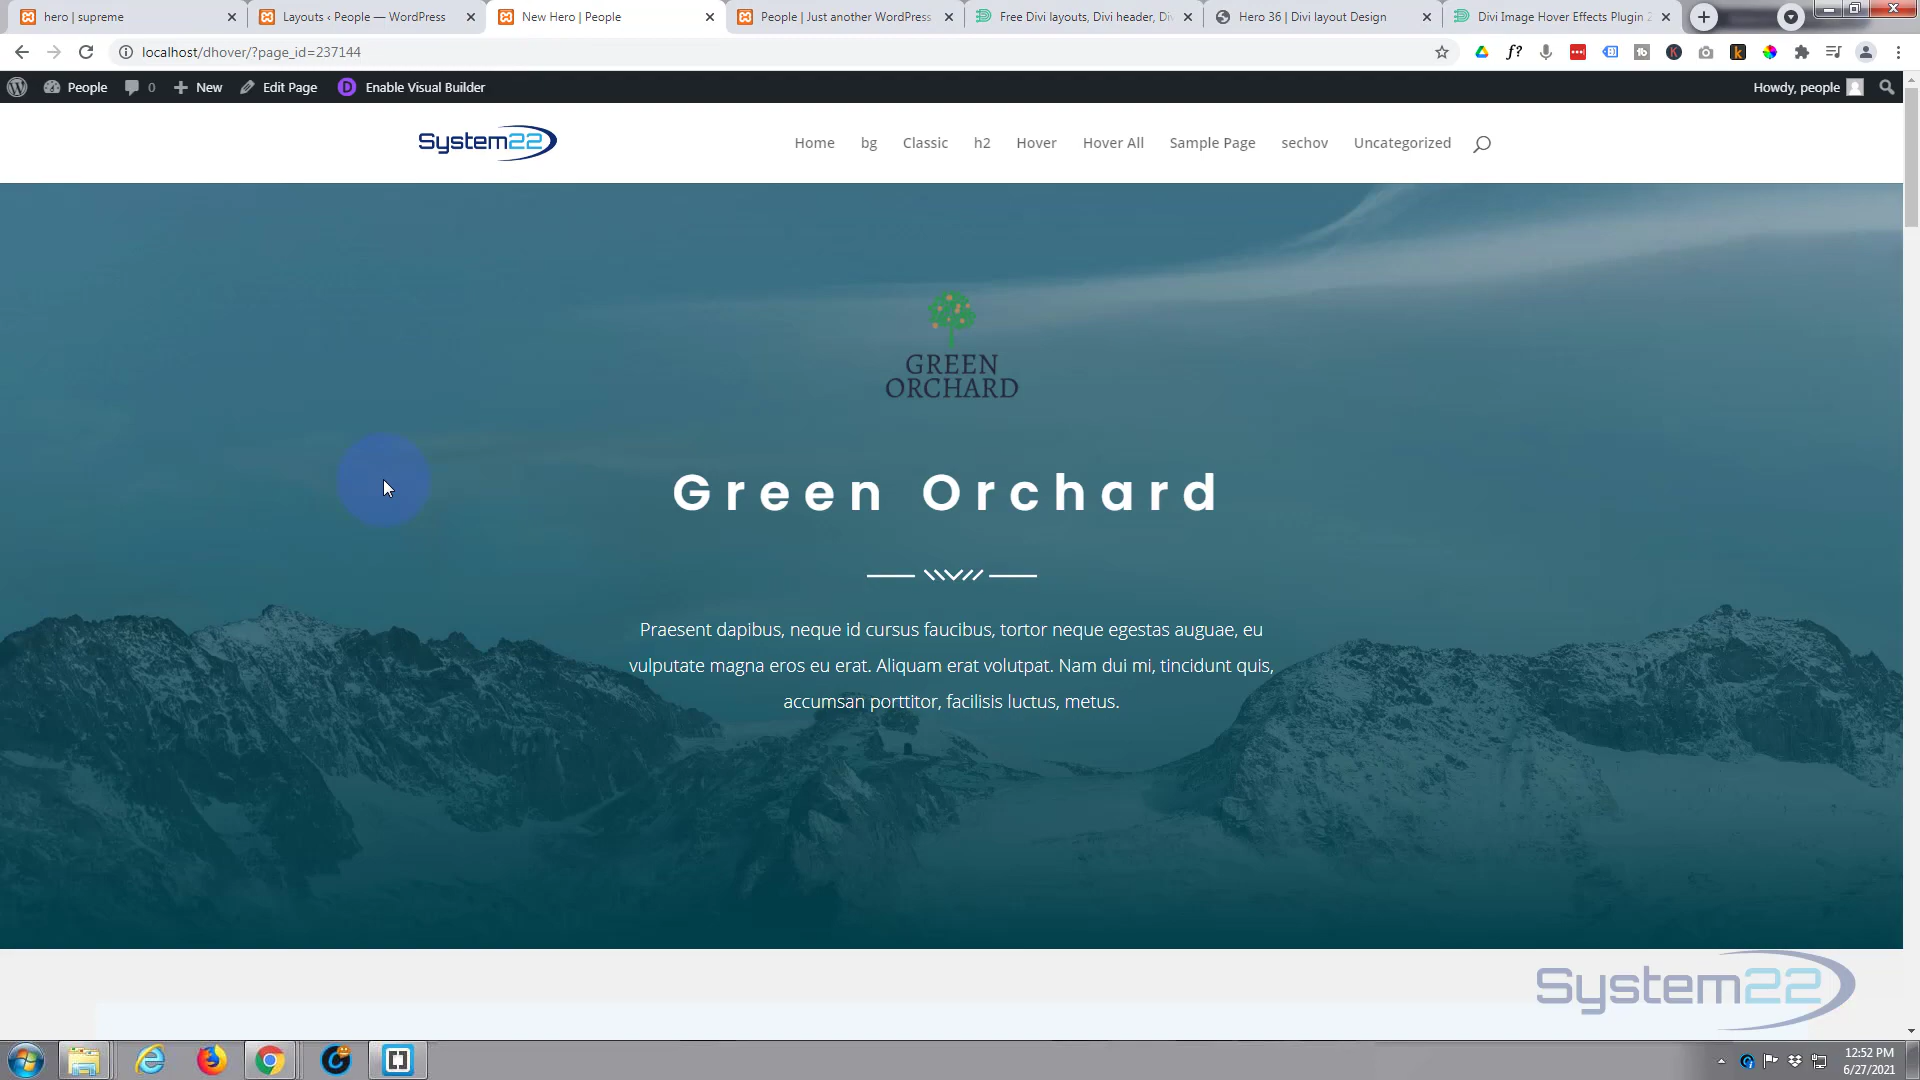 hero | supreme
Layouts ‹ People — WordPress
New Hero | People
People | Just another WordPress
Free Divi layouts, Divi header, Di
Hero 36 | Divi layout Design
Divi Image Hover Effects Plugin 2
localhost/dhover/?page_id=237144
People
0
New
Edit Page
Enable Visual Builder
Howdy, people
System22
Home
bg
Classic
h2
Hover
Hover All
Sample Page
sechov
Uncategorized
GREEN
ORCHARD
Green Orchard
Praesent dapibus, neque id cursus faucibus, tortor neque egestas auguae, eu
vulputate magna eros eu erat. Aliquam erat volutpat. Nam dui mi, tincidunt quis,
accumsan porttitor, facilisis luctus, metus.
System22
12:52 PM
6/27/2021